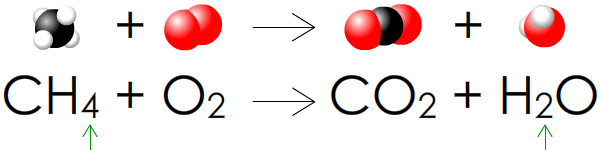 + → +
CH₄ + O₂ → CO₂ + H₂O